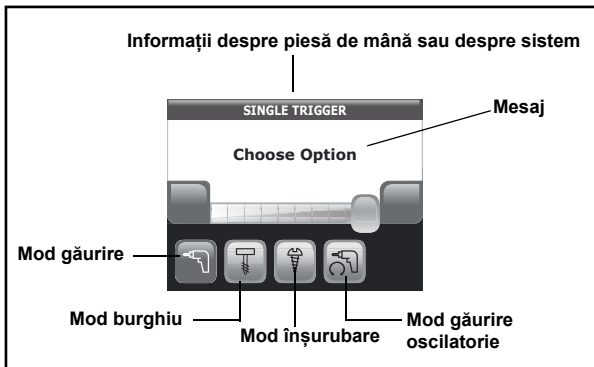 Informații despre piesă de mână sau despre sistem
SINGLE TRIGGER
Mesaj
Choose Option
Mod găurire
Mod burghiu
Mod înșurubare
Mod găurire
oscilatorie